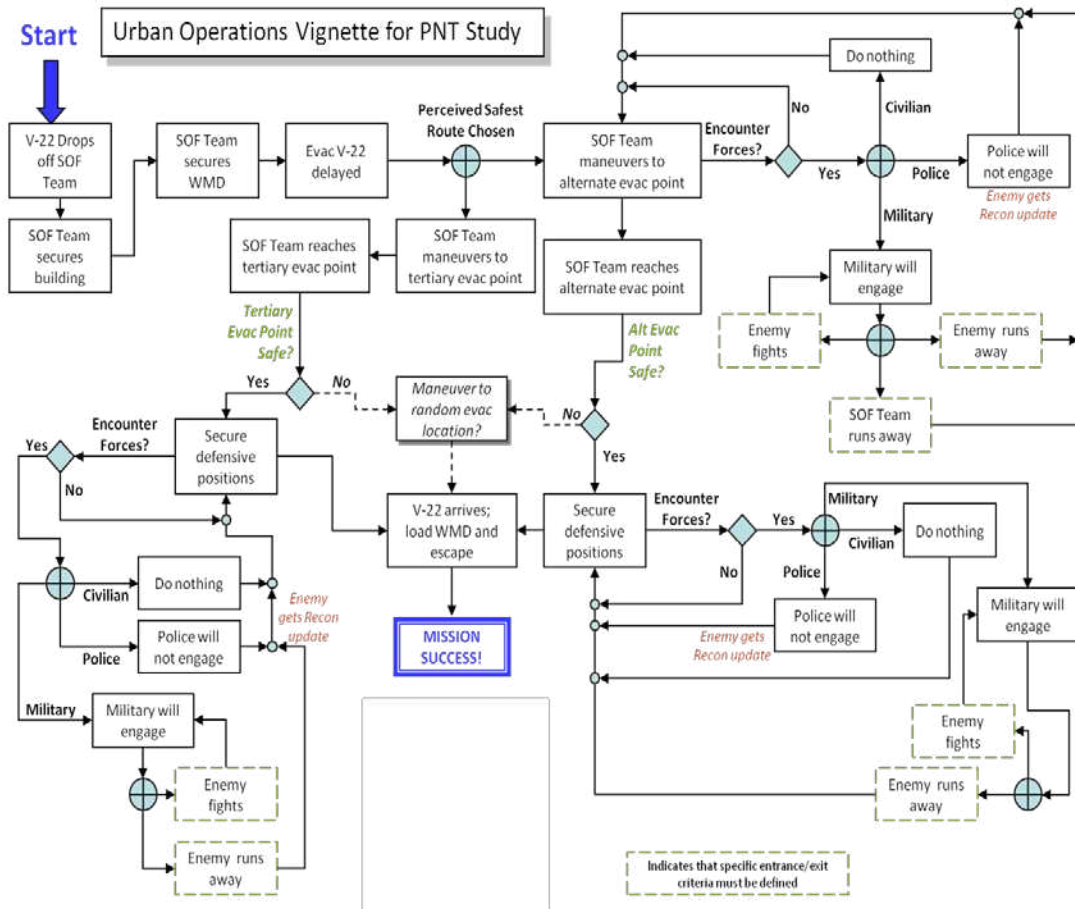 Start
Urban Operations Vignette for PNT Study
V-22 Drops
off SOF
Team
SOF Team
secures
building
SOF Team
secures
WMD
Evac V-22
delayed
Perceived Safest
Route Chosen
SOF Team
maneuvers to
alternate evac point
Encounter
Forces?
No
Yes
Civilian
Do nothing
Police
Police will
not engage
Enemy gets
Recon update
Military
Military will
engage
Enemy
fights
Enemy runs
away
SOF Team
runs away
SOF Team
maneuvers to
tertiary evac point
SOF Team reaches
tertiary evac point
SOF Team reaches
alternate evac point
Tertiary
Evac Point
Safe?
Yes
No
Maneuver to
random evac
location?
Alt Evac
Point
Safe?
No
Yes
Encounter
Forces?
Yes
No
Secure
defensive
positions
V-22 arrives;
load WMD and
escape
MISSION
SUCCESS!
Civilian
Do nothing
Enemy
gets Recon
update
Police
Police will
not engage
Military
Military will
engage
Enemy
fights
Enemy runs
away
Secure
defensive
positions
Encounter
Forces?
Yes
No
Military
Civilian
Do nothing
Police
Police will
not engage
Enemy gets
Recon update
Military will
engage
Enemy
fights
Enemy runs
away
Indicates that specific entrance/exit
criteria must be defined